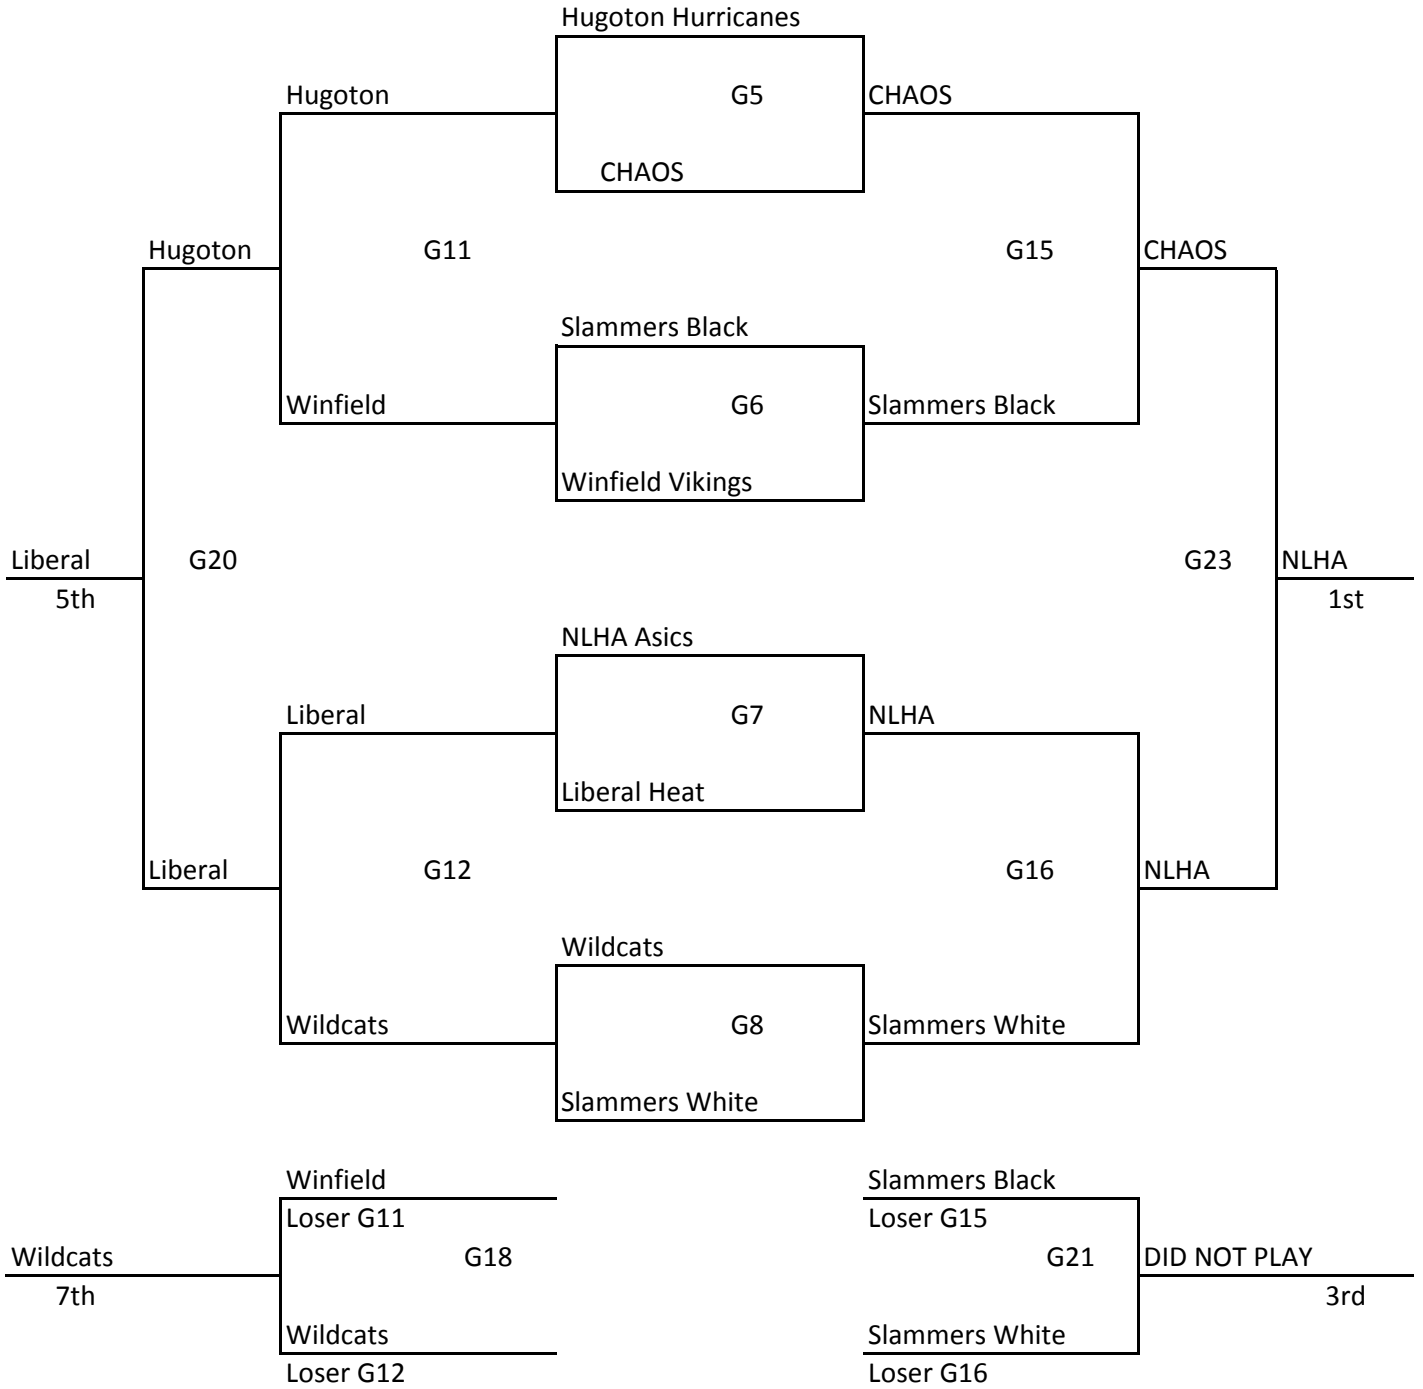 Hugoton Hurricanes
Hugoton
G5
CHAOS
CHAOS
Hugoton
G11
G15
CHAOS
Slammers Black
Winfield
G6
Slammers Black
Winfield Vikings
Liberal
G20
G23
NLHA
5th
1st
NLHA Asics
Liberal
G7
NLHA
Liberal Heat
Liberal
G12
G16
NLHA
Wildcats
Wildcats
G8
Slammers White
Slammers White
Winfield
Slammers Black
Loser G11
Loser G15
Wildcats
G18
G21
DID NOT PLAY
7th
3rd
Wildcats
Slammers White
Loser G12
Loser G16